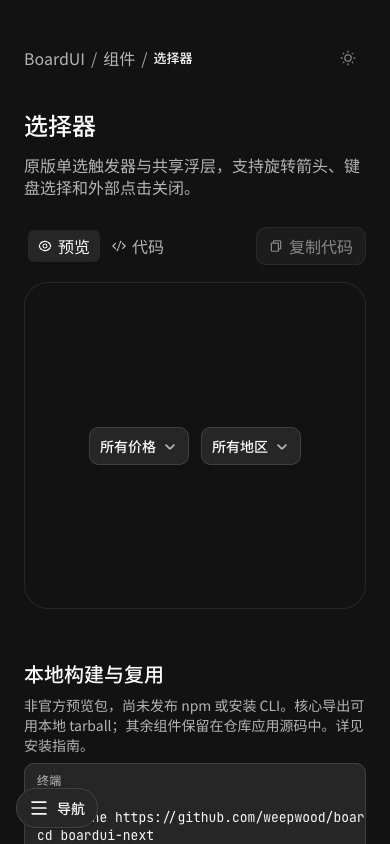 BoardUI / 组件 / 选择器
选择器
原版单选触发器与共享浮层，支持旋转箭头、键
盘选择和外部点击关闭。
预览 代码 复制代码
所有价格 所有地区
本地构建与复用
非官方预览包，尚未发布 npm 或安装 CLI。核心导出可
用本地 tarball；其余组件保留在仓库应用源码中。详见
安装指南。
终端
ne https://github.com/weepwood/boar
导航
cd boardui-next